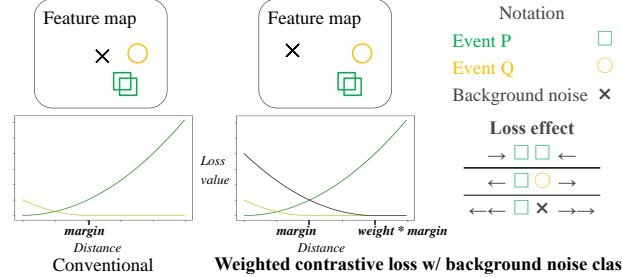 Feature map
Feature map
Notation
Event P
Event Q
Background noise
Loss effect
Loss
value
margin
Distance
margin
weight * margin
Distance
Conventional
Weighted contrastive loss w/ background noise clas